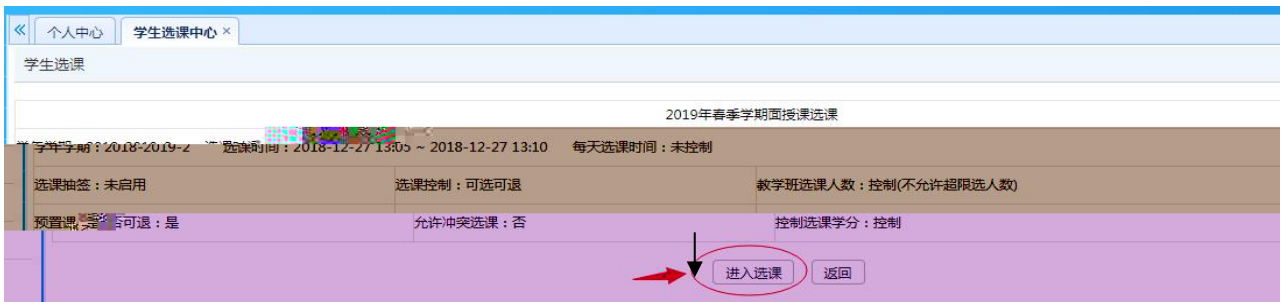 个人中心 学生选课中心 ×
学生选课
2019年春季学期面授课选课
学年学期：2018-2019-2 选课时间：2018-12-27 13:05 ~ 2018-12-27 13:10 每天选课时间：未控制
选课抽签：未启用 选课控制：可选可退 教学班选课人数：控制(不允许超限选人数)
预置课是否可退：是 允许冲突选课：否 控制选课学分：控制
进入选课 返回